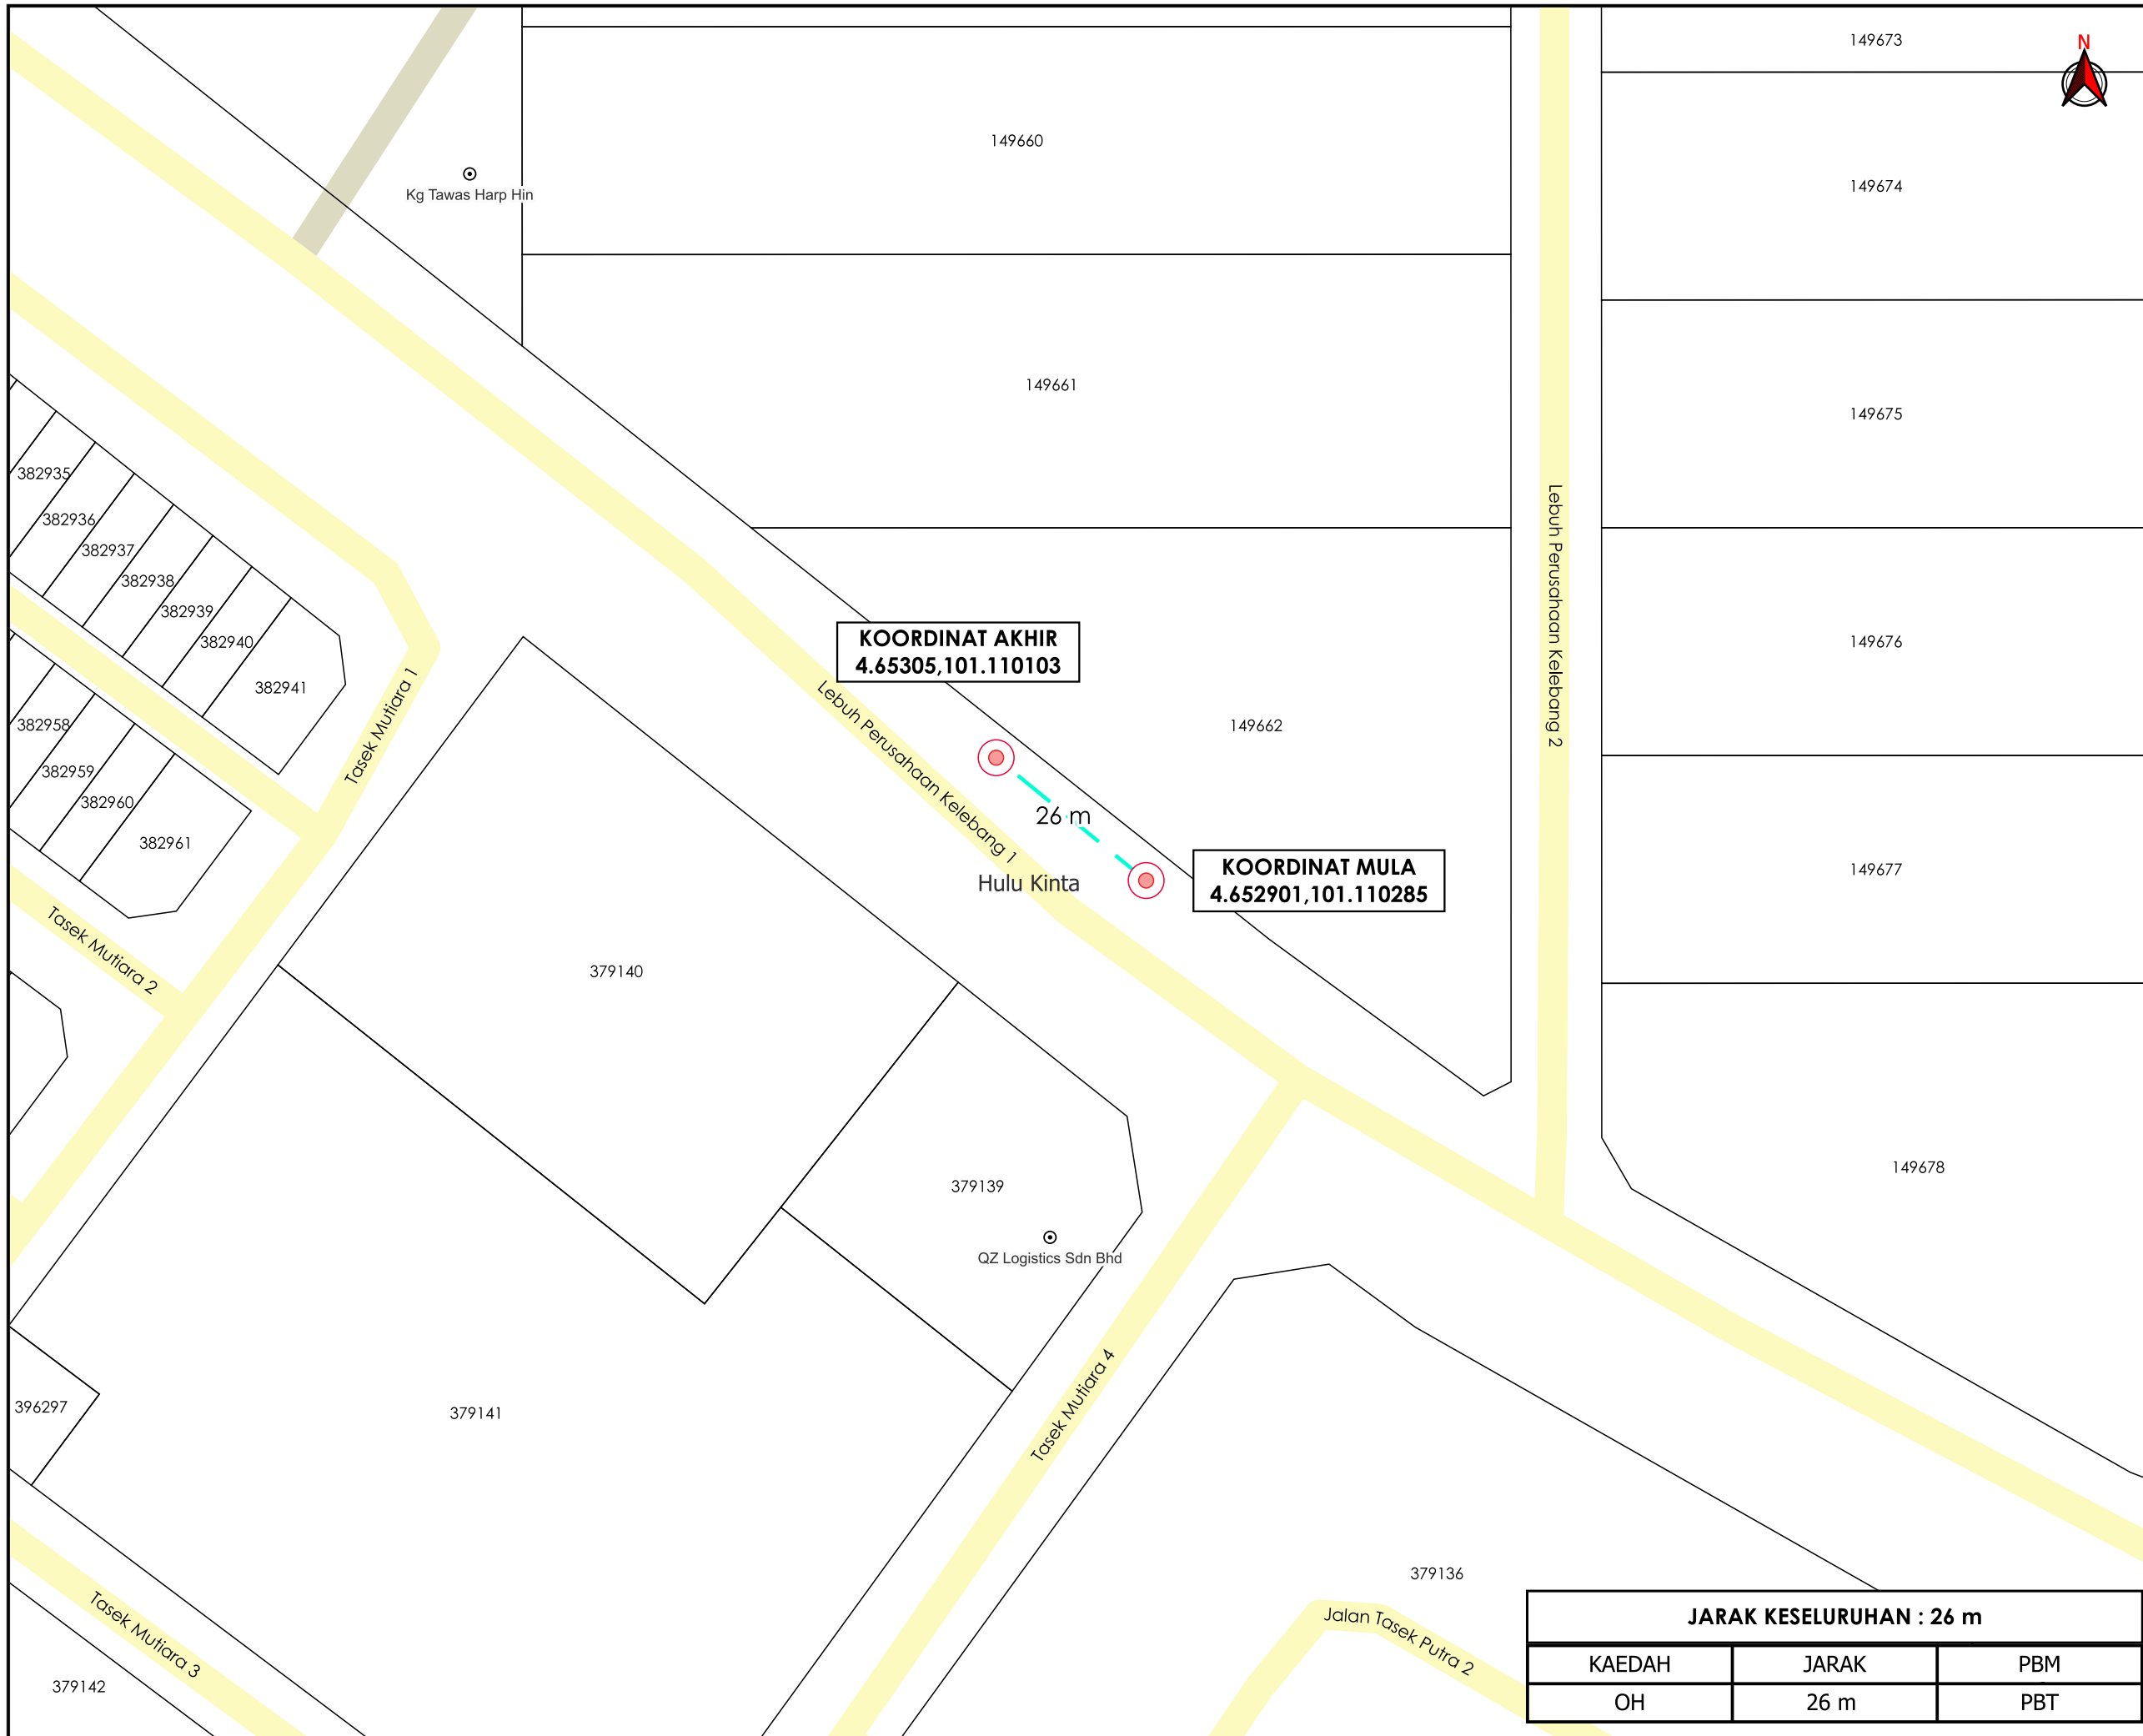 149673
N
149660
149674
Kg Tawas Harp Hin
149661
149675
382935
382936
382937
382938
382939
382940
382941
Lebuh Perusahaan Kelebang 2
KOORDINAT AKHIR
4.65305,101.110103
149676
Tasek Mutiara 1
Lebuh Perusahaan Kelebang 1
149662
382958
382959
382960
382961
26 m
Hulu Kinta
KOORDINAT MULA
4.652901,101.110285
149677
Tasek Mutiara 2
379140
149678
379139
QZ Logistics Sdn Bhd
396297
379141
Tasek Mutiara 4
379136
Jalan Tasek Putra 2
Tasek Mutiara 3
379142
JARAK KESELURUHAN : 26 m
KAEDAH JARAK PBM
OH 26 m PBT